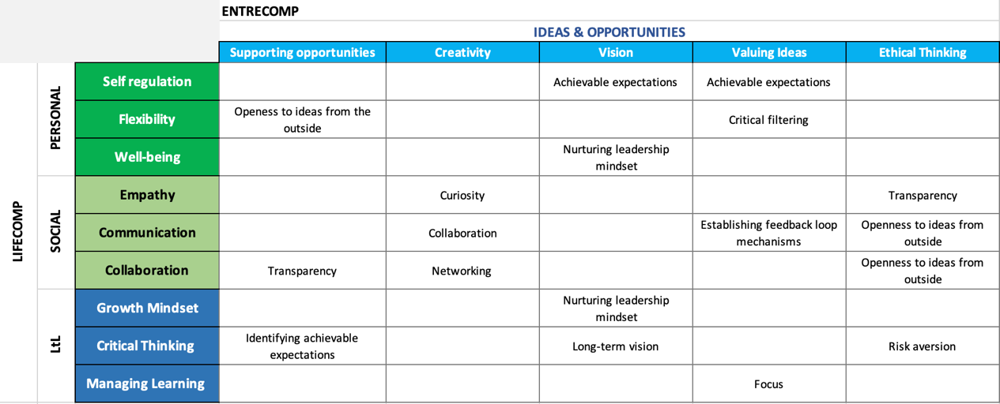 ENTRECOMP
IDEAS & OPPORTUNITIES
Supporting opportunities Creativity Vision Valuing Ideas Ethical Thinking
LIFECOMP
PERSONAL
Self regulation Achievable expectations Achievable expectations
Flexibility Openess to ideas from the outside Critical filtering
Well-being Nurturing leadership mindset
SOCIAL
Empathy Curiosity Transparency
Communication Collaboration Establishing feedback loop mechanisms Openness to ideas from outside
Collaboration Transparency Networking Openness to ideas from outside
LtL
Growth Mindset Nurturing leadership mindset
Critical Thinking Identifying achievable expectations Long-term vision Risk aversion
Managing Learning Focus